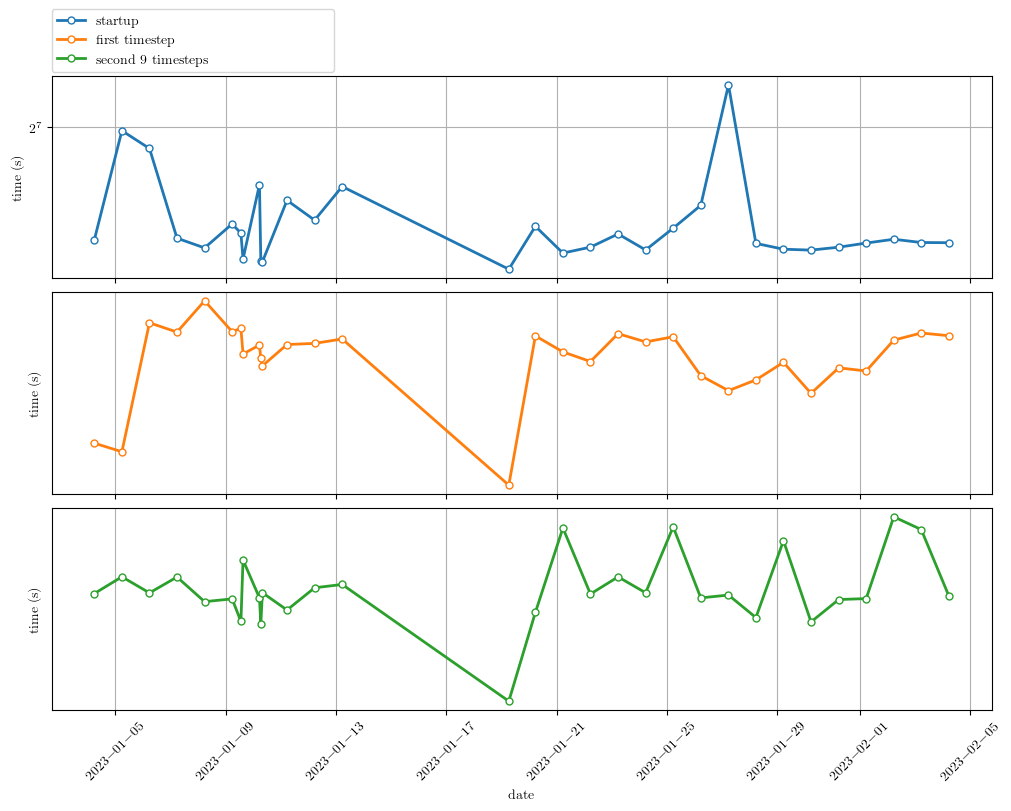 startup
first timestep
second 9 timesteps
2^7
time (s)
time (s)
time (s)
2023−01−05
2023−01−09
2023−01−13
2023−01−17
2023−01−21
2023−01−25
2023−01−29
2023−02−01
2023−02−05
date